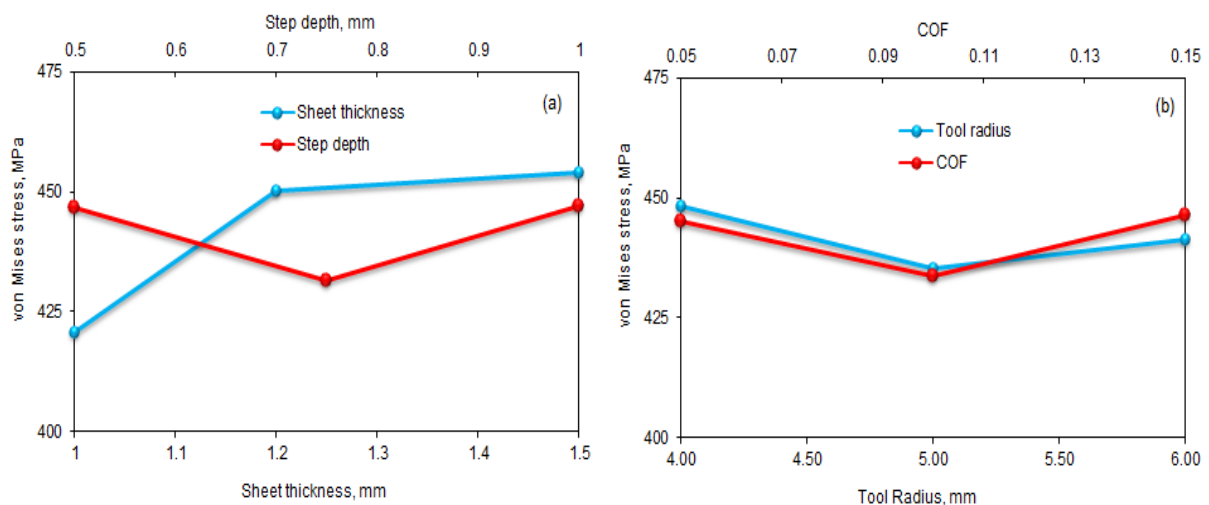 Step depth, mm
0.5 0.6 0.7 0.8 0.9 1
475
450
425
400
von Mises stress, MPa
(a)
Sheet thickness
Step depth
1 1.1 1.2 1.3 1.4 1.5
Sheet thickness, mm
COF
0.05 0.07 0.09 0.11 0.13 0.15
475
450
425
400
von Mises stress, MPa
(b)
Tool radius
COF
4.00 4.50 5.00 5.50 6.00
Tool Radius, mm